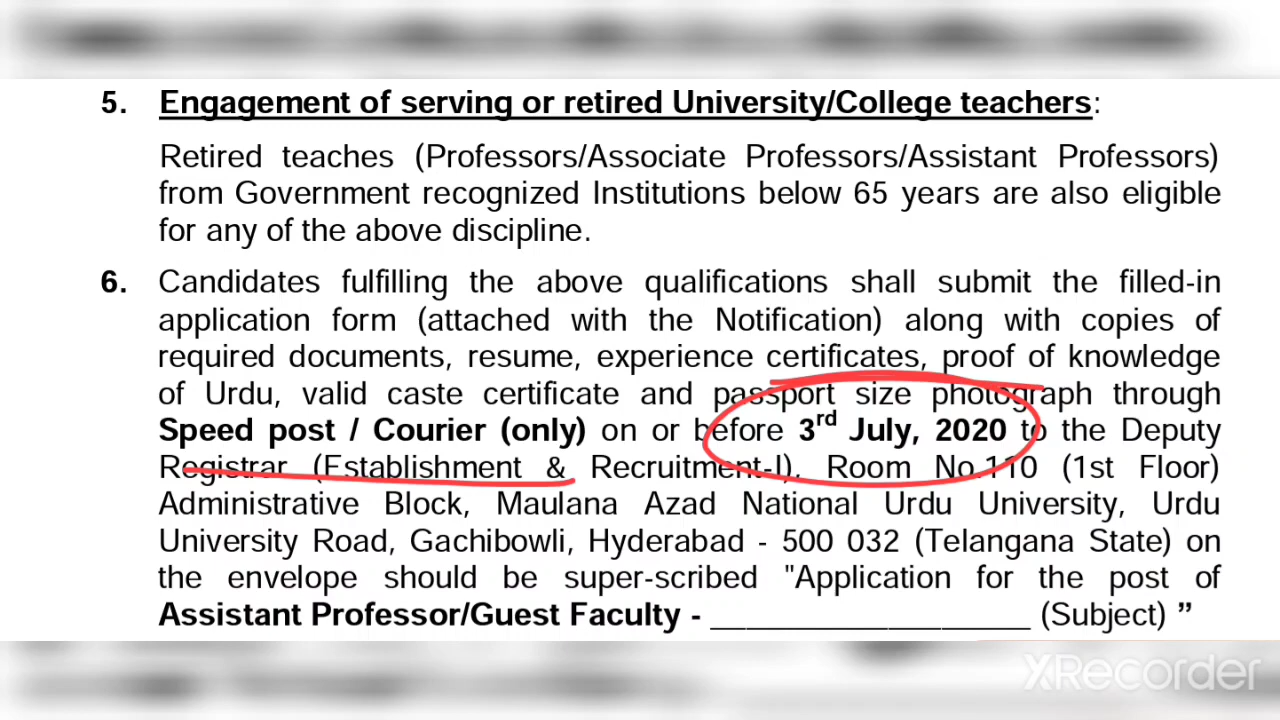 5. Engagement of serving or retired University/College teachers:
Retired teaches (Professors/Associate Professors/Assistant Professors)
from Government recognized Institutions below 65 years are also eligible
for any of the above discipline.
6. Candidates fulfilling the above qualifications shall submit the filled-in
application form (attached with the Notification) along with copies of
required documents, resume, experience certificates, proof of knowledge
of Urdu, valid caste certificate and passport size photograph through
Speed post / Courier (only) on or before 3rd July, 2020 to the Deputy
Registrar (Establishment & Recruitment-I), Room No.110 (1st Floor)
Administrative Block, Maulana Azad National Urdu University, Urdu
University Road, Gachibowli, Hyderabad - 500 032 (Telangana State) on
the envelope should be super-scribed "Application for the post of
Assistant Professor/Guest Faculty - __________________ (Subject) ”
XRecorder